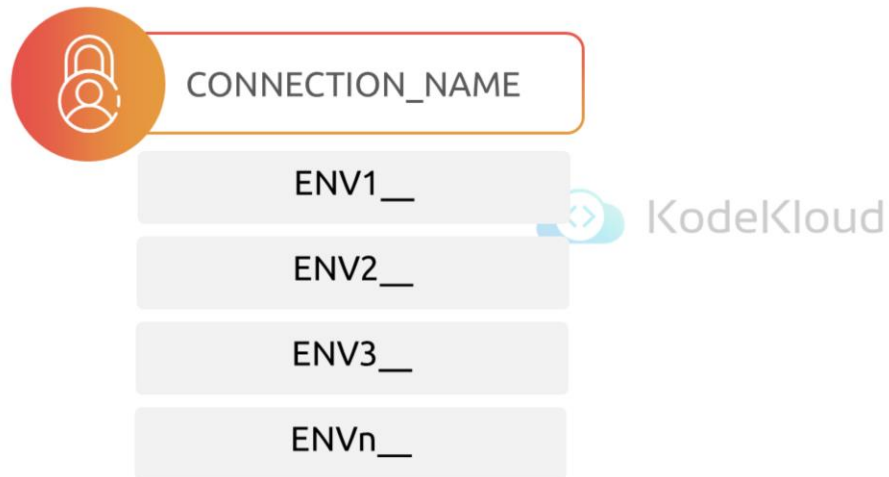 CONNECTION_NAME
ENV1__
KodeKloud
ENV2__
ENV3__
ENVn__